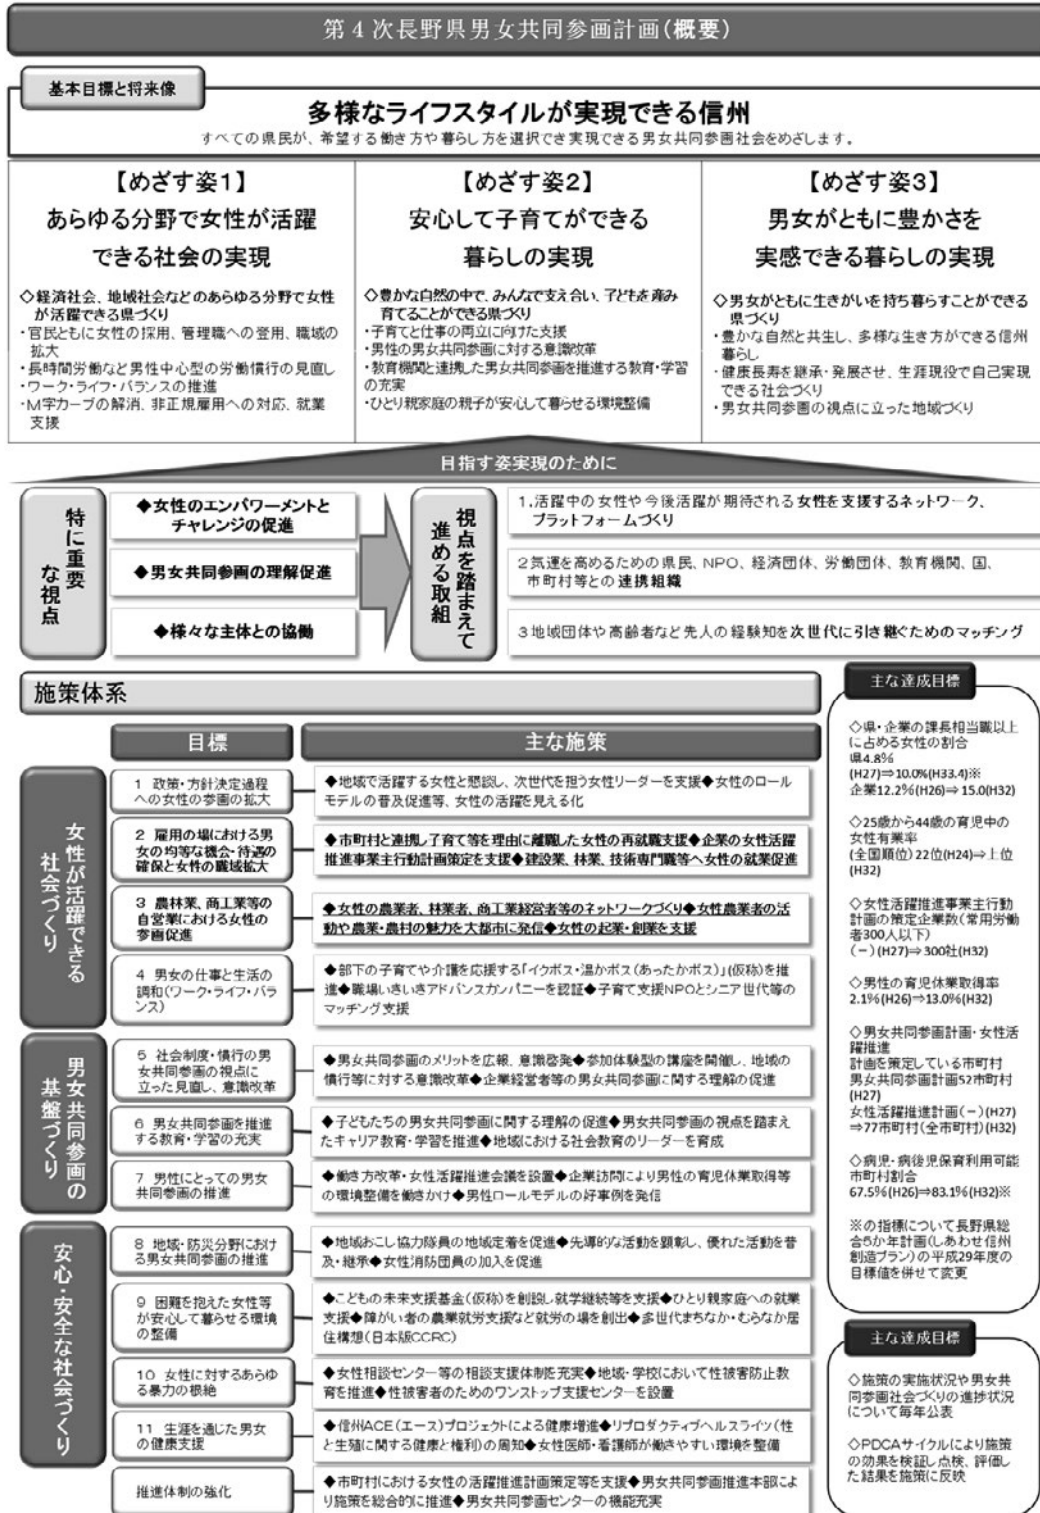 第4次長野県男女共同参画計画(概要)
基本目標と将来像
多様なライフスタイルが実現できる信州
すべての県民が、希望する働き方や暮らし方を選択でき実現できる男女共同参画社会をめざします。
【めざす姿1】
あらゆる分野で女性が活躍
できる社会の実現
◇経済社会、地域社会などのあらゆる分野で女性
が活躍できる県づくり
・官民ともに女性の採用、管理職への登用、職域の
拡大
・長時間労働など男性中心型の労働慣行の見直し
・ワーク・ライフ・バランスの推進
・M字カーブの解消、非正規雇用への対応、就業
支援
【めざす姿2】
安心して子育てができる
暮らしの実現
◇豊かな自然の中で、みんなで支え合い、子どもを産み
育てることができる県づくり
・子育てと仕事の両立に向けた支援
・男性の男女共同参画に対する意識改革
・教育機関と連携した男女共同参画を推進する教育・学習
の充実
・ひとり親家庭の親子が安心して暮らせる環境整備
【めざす姿3】
男女がともに豊かさを
実感できる暮らしの実現
◇男女がともに生きがいを持ち暮らすことができる
県づくり
・豊かな自然と共生し、多様な生き方ができる信州
暮らし
・健康長寿を継承・発展させ、生涯現役で自己実現
できる社会づくり
・男女共同参画の視点に立った地域づくり
目指す姿実現のために
特に重要
な視点
◆女性のエンパワーメントと
チャレンジの促進
◆男女共同参画の理解促進
◆様々な主体との協働
視点を踏まえて
進める取組
1.活躍中の女性や今後活躍が期待される女性を支援するネットワーク、
プラットフォームづくり
2気運を高めるための県民、NPO、経済団体、労働団体、教育機関、国、
市町村等との連携組織
3地域団体や高齢者など先人の経験知を次世代に引き継ぐためのマッチング
施策体系
目標
主な施策
女性が活躍できる
社会づくり
1 政策・方針決定過程
への女性の参画の拡大
◆地域で活躍する女性と懇談し、次世代を担う女性リーダーを支援◆女性のロール
モデルの普及促進等、女性の活躍を見える化
2 雇用の場における男
女の均等な機会・待遇の
確保と女性の職域拡大
◆市町村と連携し子育て等を理由に離職した女性の再就職支援◆企業の女性活躍
推進事業主行動計画策定を支援◆建設業、林業、技術専門職等へ女性の就業促進
3 農林業、商工業等の
自営業における女性の
参画促進
◆女性の農業者、林業者、商工業経営者等のネットワークづくり◆女性農業者の活
動や農業・農村の魅力を大都市に発信◆女性の起業・創業を支援
4 男女の仕事と生活の
調和(ワーク・ライフ・バラ
ンス)
◆部下の子育てや介護を応援する「イクボス・温かボス(あったかボス)」(仮称)を推
進◆職場いきいきアドバンスカンパニーを認証◆子育て支援NPOとシニア世代等の
マッチング支援
男女共同参画の
基盤づくり
5 社会制度・慣行の男
女共同参画の視点に
立った見直し、意識改革
◆男女共同参画のメリットを広報、意識啓発◆参加体験型の講座を開催し、地域の
慣行等に対する意識改革◆企業経営者等の男女共同参画に関する理解の促進
6 男女共同参画を推進
する教育・学習の充実
◆子どもたちの男女共同参画に関する理解の促進◆男女共同参画の視点を踏まえ
たキャリア教育・学習を推進◆地域における社会教育のリーダーを育成
7 男性にとっての男女
共同参画の推進
◆働き方改革・女性活躍推進会議を設置◆企業訪問により男性の育児休業取得等
の環境整備を働きかけ◆男性ロールモデルの好事例を発信
安心・安全な社会づくり
8 地域・防災分野におけ
る男女共同参画の推進
◆地域おこし協力隊員の地域定着を促進◆先導的な活動を顕彰し、優れた活動を普
及・継承◆女性消防団員の加入を促進
9 困難を抱えた女性等
が安心して暮らせる環境
の整備
◆こどもの未来支援基金(仮称)を創設し就学継続等を支援◆ひとり親家庭への就業
支援◆障がい者の農業就労支援など就労の場を創出◆多世代まちなか・むらなか居
住構想(日本版CCRC)
10 女性に対するあらゆ
る暴力の根絶
◆女性相談センター等の相談支援体制を充実◆地域・学校において性被害防止教
育を推進◆性被害者のためのワンストップ支援センターを設置
11 生涯を通じた男女
の健康支援
◆信州ACE(エース)プロジェクトによる健康増進◆リプロダクティブヘルスライツ(性
と生殖に関する健康と権利)の周知◆女性医師・看護師が働きやすい環境を整備
推進体制の強化
◆市町村における女性の活躍推進計画策定等を支援◆男女共同参画推進本部によ
り施策を総合的に推進◆男女共同参画センターの機能充実
主な達成目標
◇県・企業の課長相当職以上
に占める女性の割合
県4.8%
(H27)⇒10.0%(H33.4)※
企業12.2%(H26)⇒15.0(H32)
◇25歳から44歳の育児中の
女性有業率
(全国順位)22位(H24)⇒上位
(H32)
◇女性活躍推進事業主行動
計画の策定企業数(常用労働
者300人以下)
(-)(H27)⇒300社(H32)
◇男性の育児休業取得率
2.1%(H26)⇒13.0%(H32)
◇男女共同参画計画・女性活
躍推進
計画を策定している市町村
男女共同参画計画52市町村
(H27)
女性活躍推進計画(-)(H27)
⇒77市町村(全市町村)(H32)
◇病児・病後児保育利用可能
市町村割合
67.5%(H26)⇒83.1%(H32)※
※の指標について長野県総
合5か年計画(しあわせ信州
創造プラン)の平成29年度の
目標値を併せて変更
主な達成目標
◇施策の実施状況や男女共
同参画社会づくりの進捗状況
について毎年公表
◇PDCAサイクルにより施策
の効果を検証し点検、評価し
た結果を施策に反映